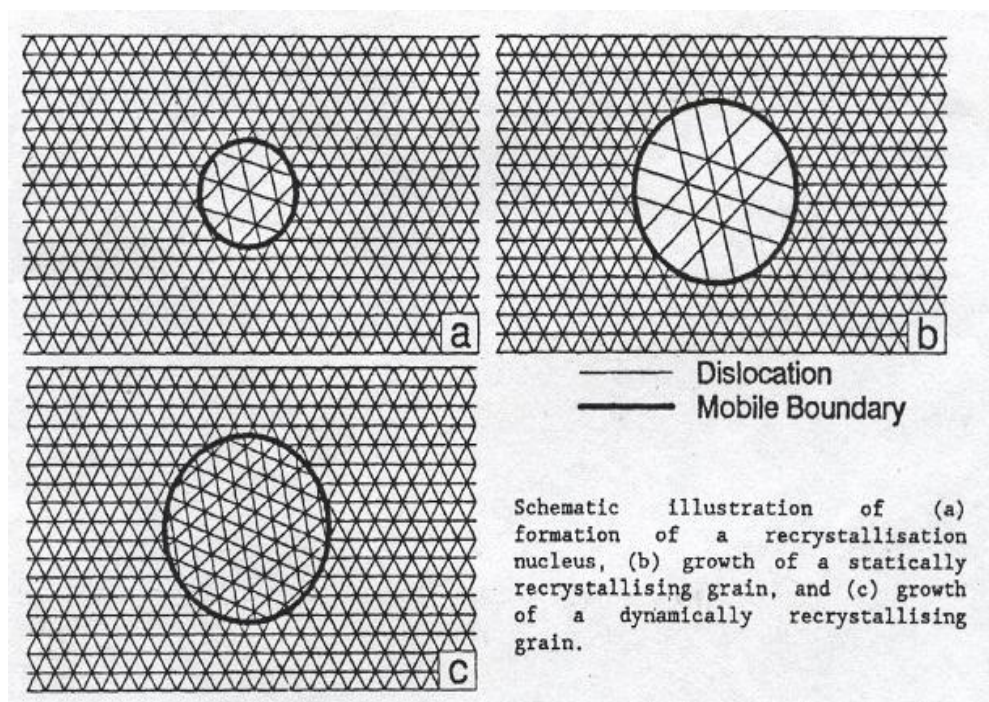 a
b
Dislocation
Mobile Boundary
c
Schematic illustration of (a)
formation of a recrystallisation
nucleus, (b) growth of a statically
recrystallising grain, and (c) growth
of a dynamically recrystallising
grain.